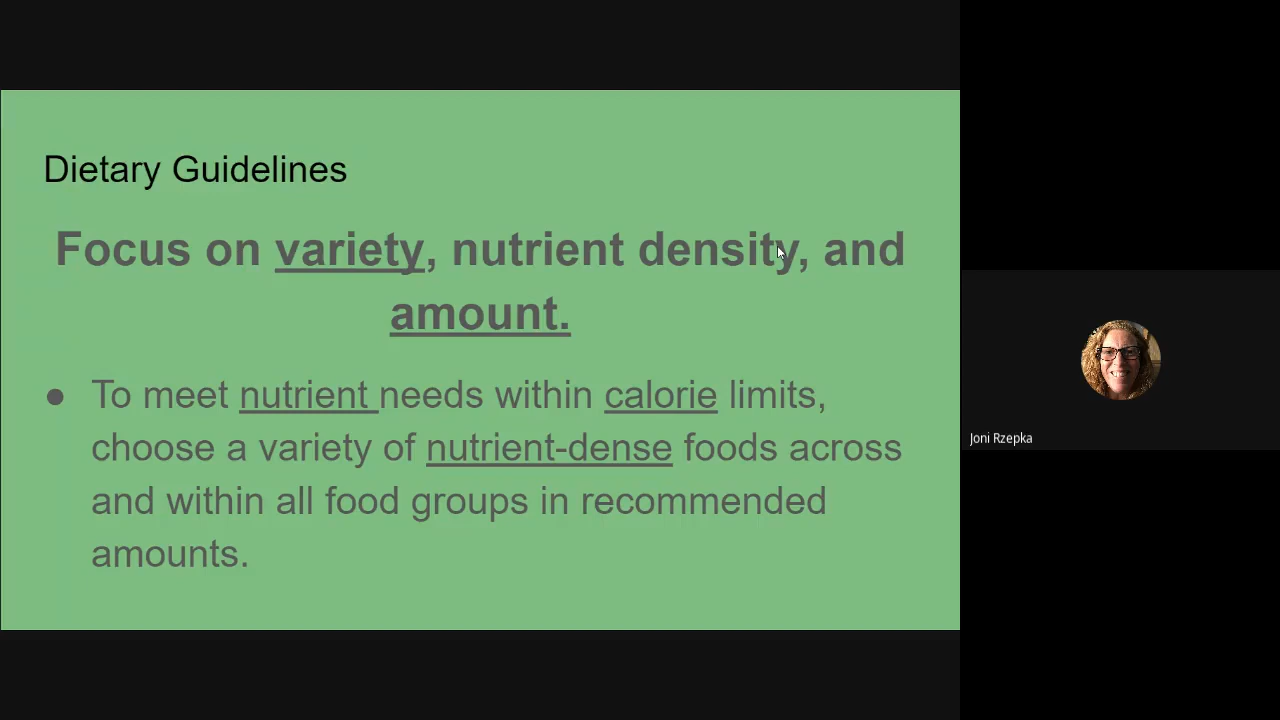 Dietary Guidelines
Focus on variety, nutrient density, and
amount.
● To meet nutrient needs within calorie limits,
choose a variety of nutrient-dense foods across
and within all food groups in recommended
amounts.
Joni Rzepka